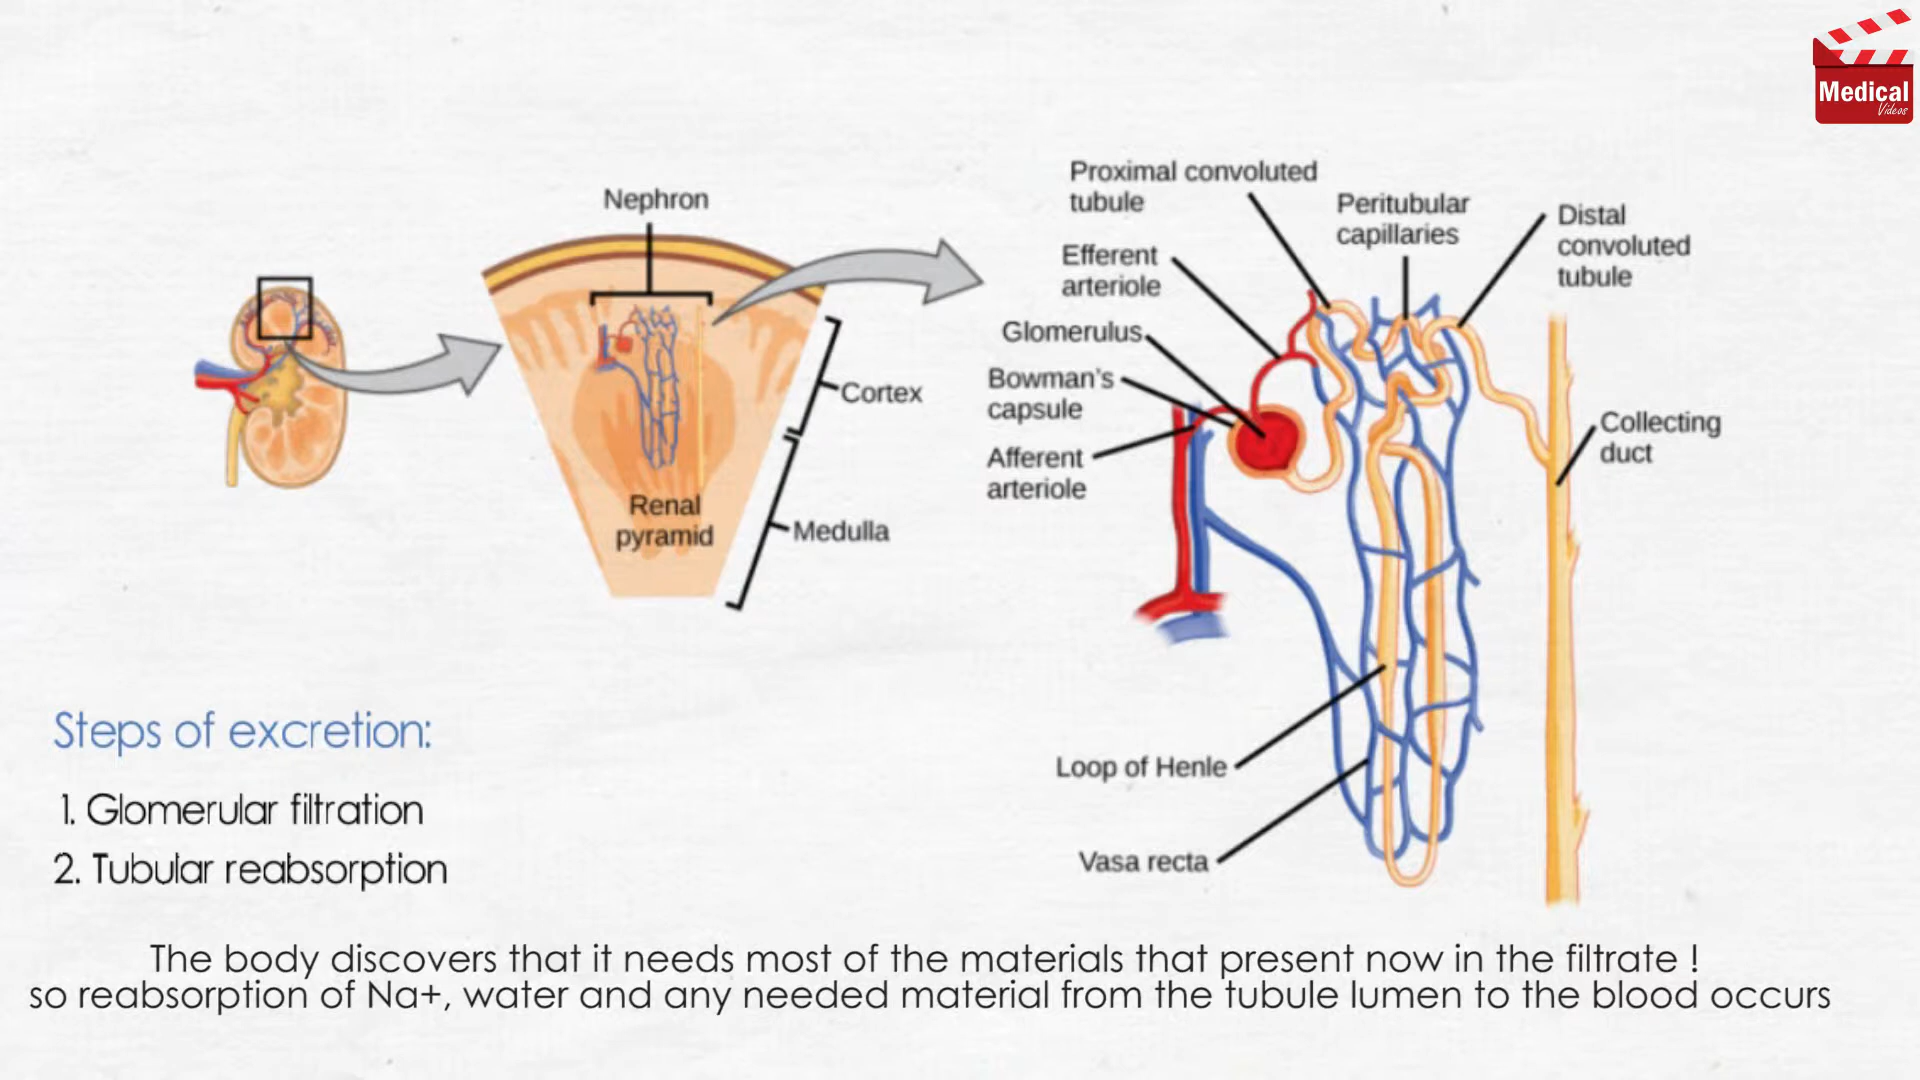 Medical
Videos
Nephron
Cortex
Renal
pyramid
Medulla
Proximal convoluted
tubule
Peritubular
capillaries
Distal
convoluted
tubule
Efferent
arteriole
Glomerulus
Bowman's
capsule
Afferent
arteriole
Collecting
duct
Loop of Henle
Vasa recta
Steps of excretion:
1. Glomerular filtration
2. Tubular reabsorption
The body discovers that it needs most of the materials that present now in the filtrate !
so reabsorption of Na+, water and any needed material from the tubule lumen to the blood occurs